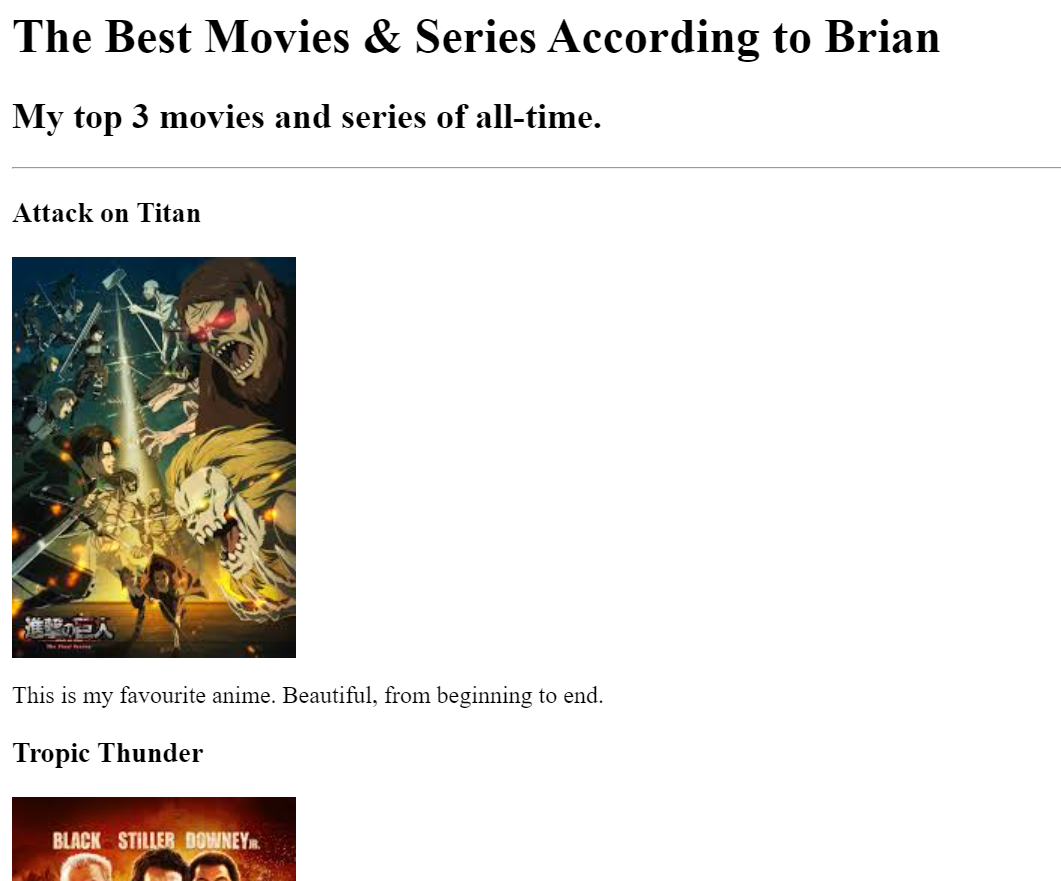 The Best Movies & Series According to Brian
My top 3 movies and series of all-time.
Attack on Titan
進撃の巨人
The Final Season
This is my favourite anime. Beautiful, from beginning to end.
Tropic Thunder
BLACK STILLER DOWNEY JR.